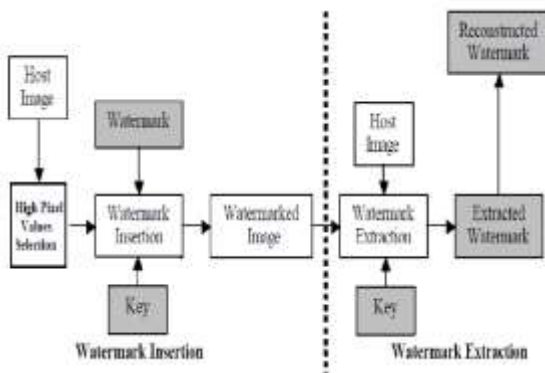 Host
Image
High Pixel
Values
Selection
Watermark
Watermark
Insertion
Key
Watermarked
Image
Watermark Insertion
Host
Image
Watermark
Extraction
Key
Extracted
Watermark
Reconstructed
Watermark
Watermark Extraction